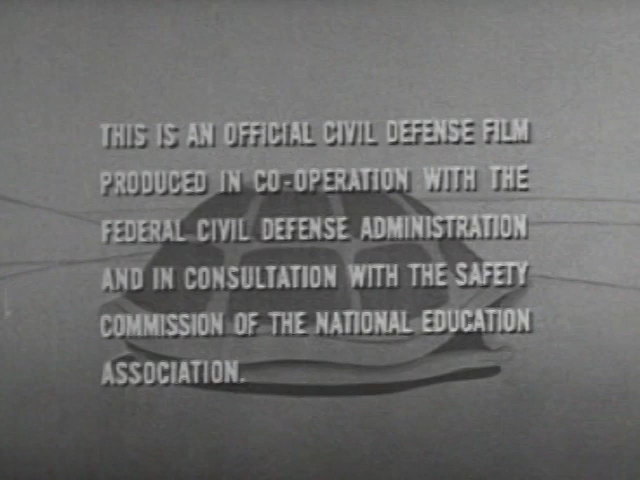 THIS IS AN OFFICIAL CIVIL DEFENSE FILM
PRODUCED IN CO-OPERATION WITH THE
FEDERAL CIVIL DEFENSE ADMINISTRATION
AND IN CONSULTATION WITH THE SAFETY
COMMISSION OF THE NATIONAL EDUCATION
ASSOCIATION.